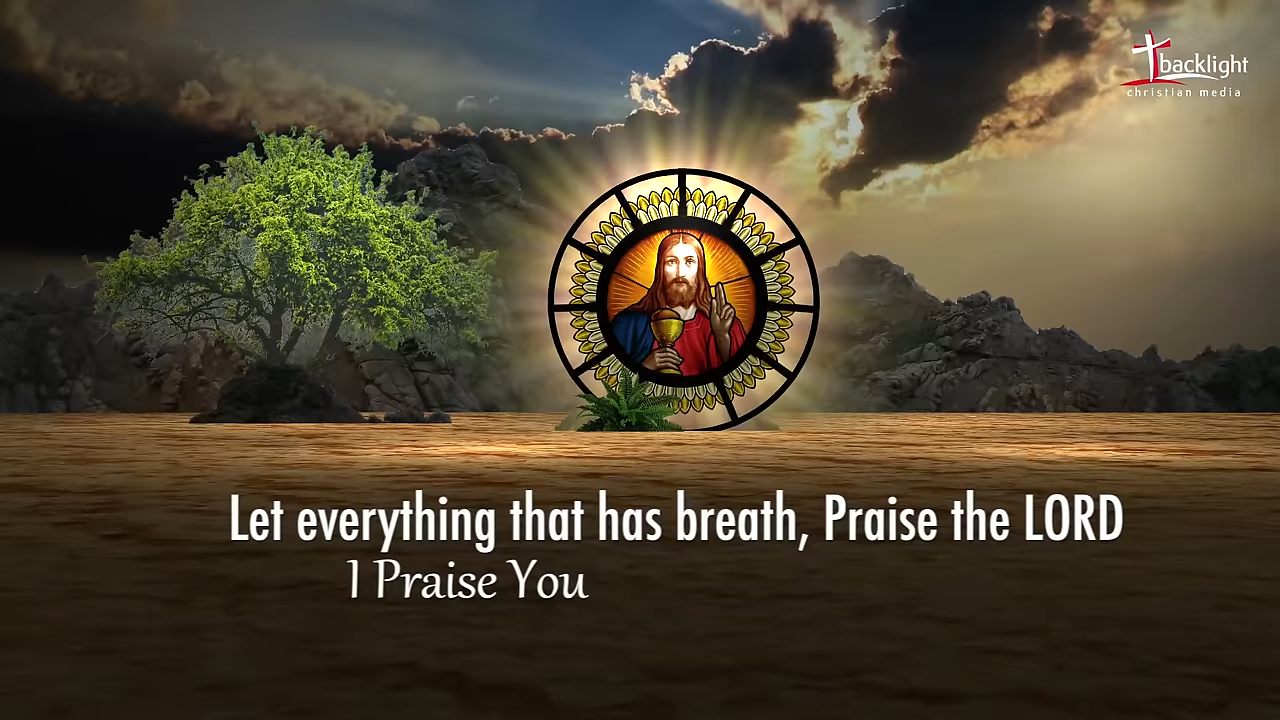 backlight
christian media
Let everything that has breath, Praise the LORD
I Praise You